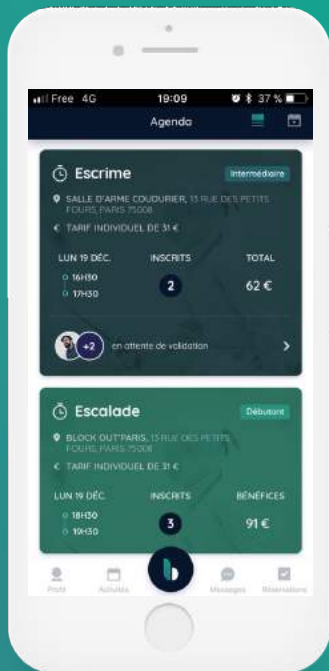 Free 4G 19:09 37 %
Agenda
Escrime Intermédiaire
SALLE D'ARME COUDURIER, 13 RUE DES PETITS
FOURS, PARIS 75008
€ TARIF INDIVIDUEL DE 31 €
LUN 19 DÉC. INSCRITS TOTAL
16H30
17H30
2
62 €
+2 en attente de validation
Escalade Débutant
BLOCK OUT'PARIS, 13 RUE DES PETITS
FOURS, PARIS 75008
€ TARIF INDIVIDUEL DE 31 €
LUN 19 DÉC. INSCRITS BÉNÉFICES
18H30
19H30
3
91 €
Profil Activités Messages Réservations